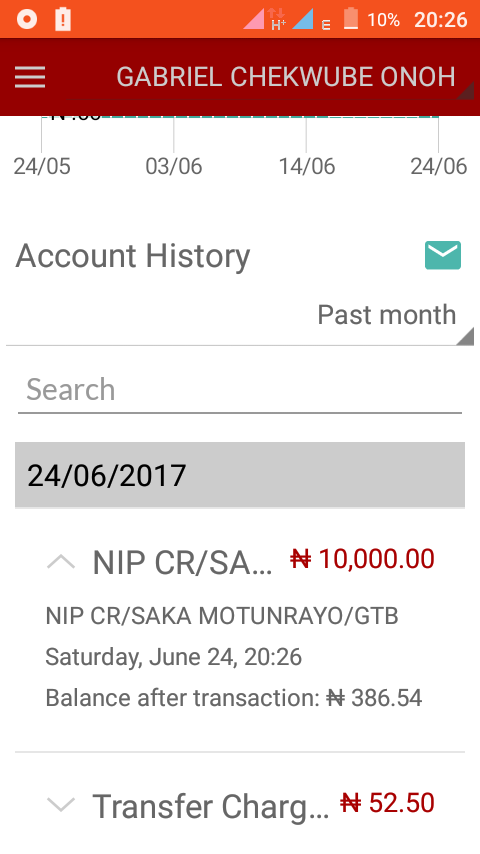 H+ E 10% 20:26
GABRIEL CHEKWUBE ONOH
24/05 03/06 14/06 24/06
Account History
Past month
Search
24/06/2017
NIP CR/SA... ₦ 10,000.00
NIP CR/SAKA MOTUNRAYO/GTB
Saturday, June 24, 20:26
Balance after transaction: ₦ 386.54
Transfer Charg... ₦ 52.50